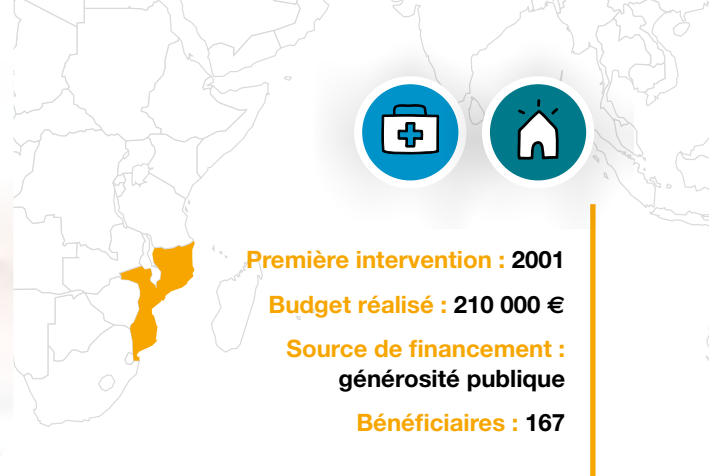 Première intervention : 2001
Budget réalisé : 210 000 €
Source de financement :
générosité publique
Bénéficiaires : 167